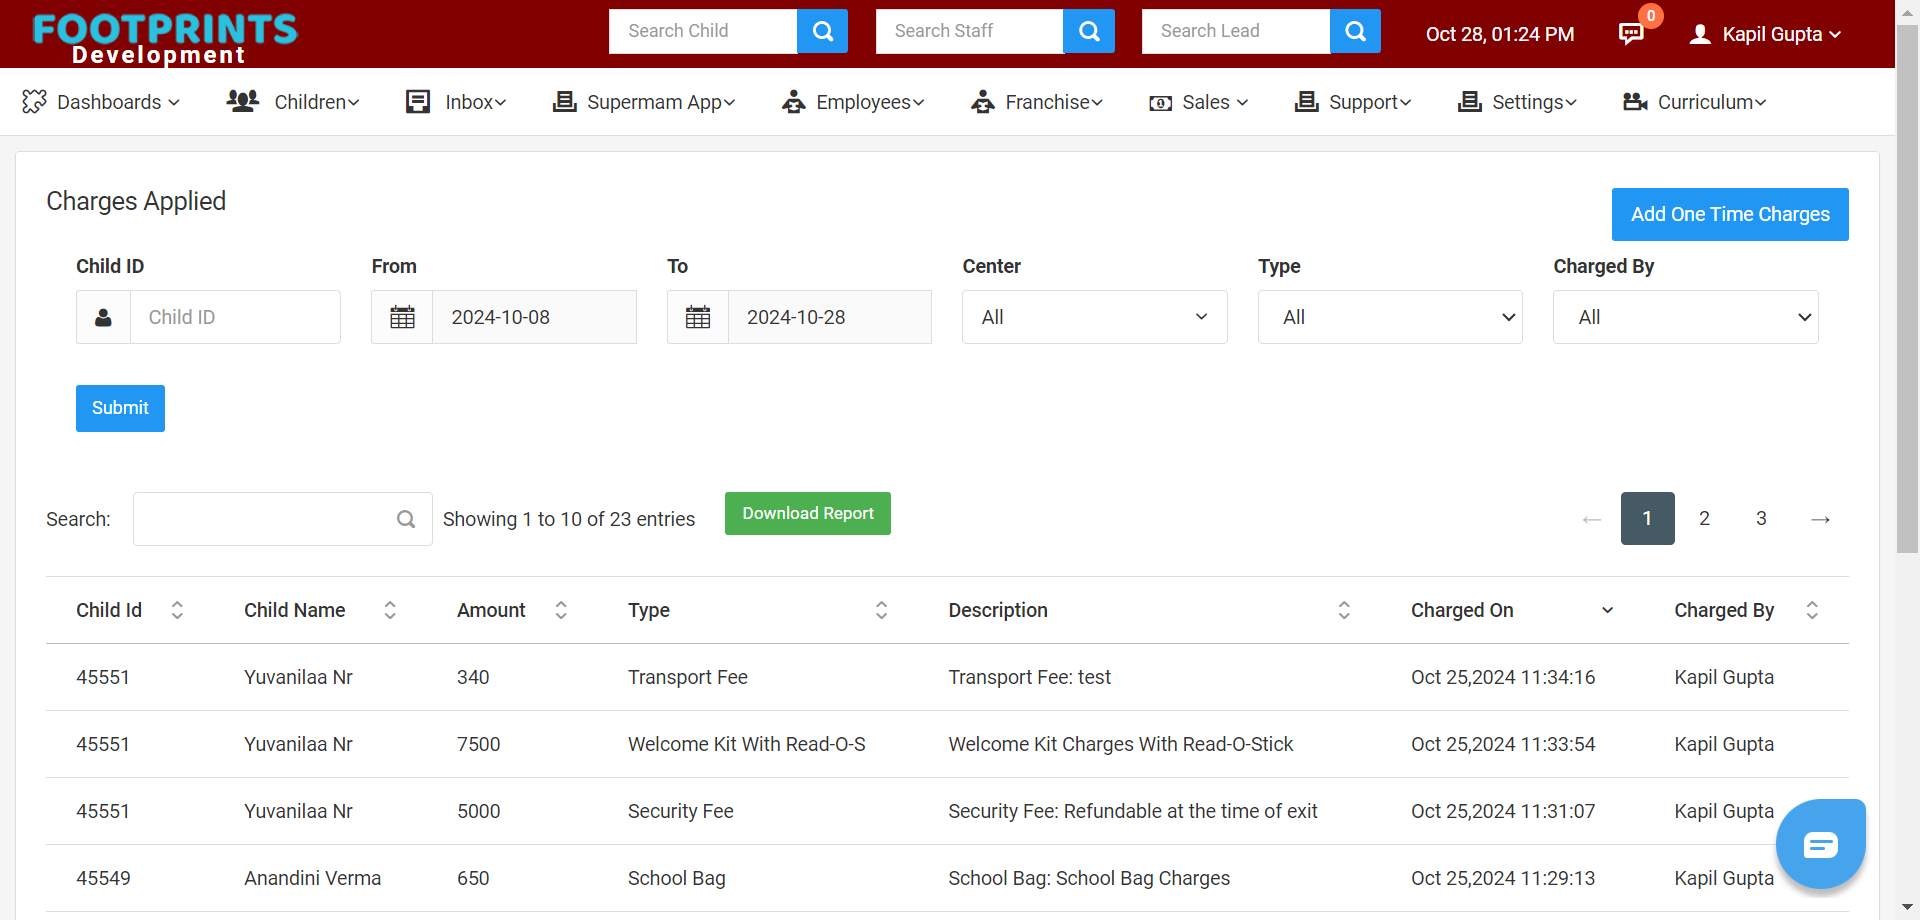 FOOTPRINTS
Development
Search Child
Search Staff
Search Lead
Oct 28, 01:24 PM
0
Kapil Gupta
Dashboards
Children
Inbox
Supermam App
Employees
Franchise
Sales
Support
Settings
Curriculum
Charges Applied
Add One Time Charges
Child ID From To Center Type Charged By
Child ID 2024-10-08 2024-10-28 All All All
Submit
Search: Showing 1 to 10 of 23 entries Download Report ← 1 2 3 →
Child Id Child Name Amount Type Description Charged On Charged By
45551 Yuvanilaa Nr 340 Transport Fee Transport Fee: test Oct 25,2024 11:34:16 Kapil Gupta
45551 Yuvanilaa Nr 7500 Welcome Kit With Read-O-S Welcome Kit Charges With Read-O-Stick Oct 25,2024 11:33:54 Kapil Gupta
45551 Yuvanilaa Nr 5000 Security Fee Security Fee: Refundable at the time of exit Oct 25,2024 11:31:07 Kapil Gupta
45549 Anandini Verma 650 School Bag School Bag: School Bag Charges Oct 25,2024 11:29:13 Kapil Gupta